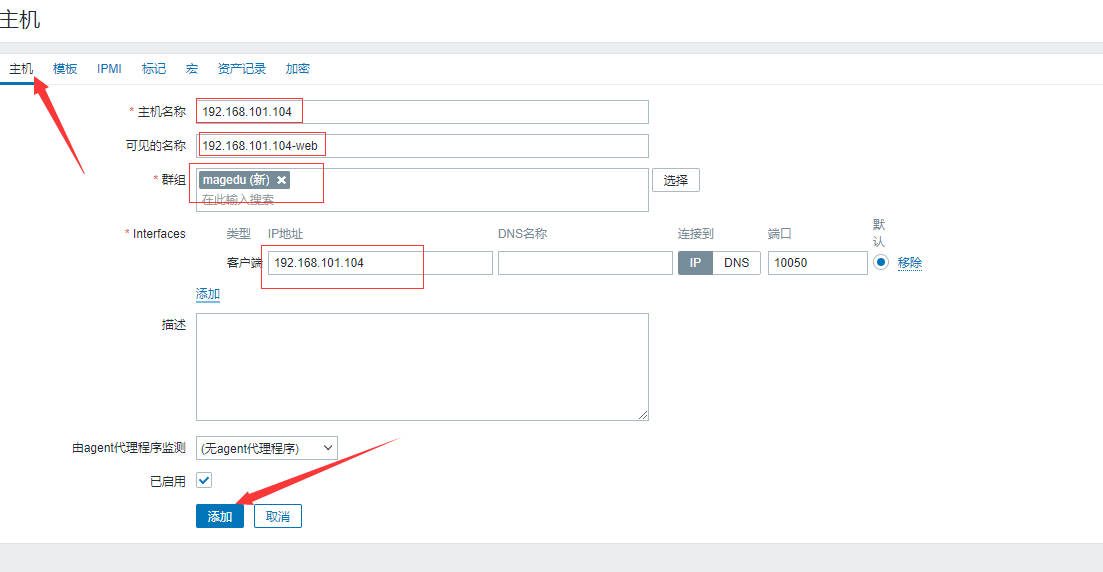 主机
主机 模板 IPMI 标记 宏 资产记录 加密
* 主机名称 192.168.101.104
可见的名称 192.168.101.104-web
* 群组 magedu (新) ✖ 选择
在此输入搜索
* Interfaces 类型 IP地址 DNS名称 连接到 端口 默认
客户端 192.168.101.104 IP DNS 10050 移除
添加
描述
由agent代理程序监测 (无agent代理程序)
已启用
添加 取消